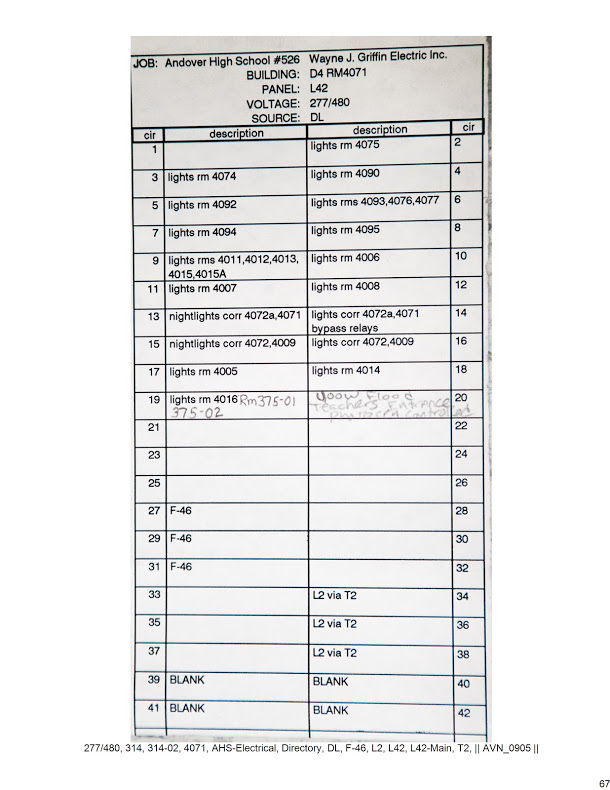 JOB: Andover High School #526 Wayne J. Griffin Electric Inc.
BUILDING: D4 RM4071
PANEL: L42
VOLTAGE: 277/480
SOURCE: DL
cir description description cir
1 lights rm 4075 2
3 lights rm 4074 lights rm 4090 4
5 lights rm 4092 lights rms 4093,4076,4077 6
7 lights rm 4094 lights rm 4095 8
9 lights rms 4011,4012,4013, lights rm 4006 10
4015,4015A
11 lights rm 4007 lights rm 4008 12
13 nightlights corr 4072a,4071 lights corr 4072a,4071 14
bypass relays
15 nightlights corr 4072,4009 lights corr 4072,4009 16
17 lights rm 4005 lights rm 4014 18
19 lights rm 4016 Rm375-01 400W Flood 20
375-02 Teachers Entrance
Photocell Controlled
21 22
23 24
25 26
27 F-46 28
29 F-46 30
31 F-46 32
33 L2 via T2 34
35 L2 via T2 36
37 L2 via T2 38
39 BLANK BLANK 40
41 BLANK BLANK 42
277/480, 314, 314-02, 4071, AHS-Electrical, Directory, DL, F-46, L2, L42, L42-Main, T2, || AVN_0905 ||
67